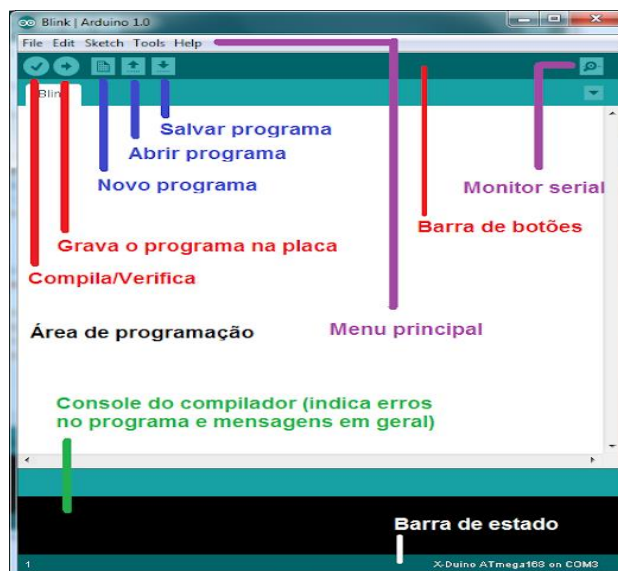 Blink | Arduino 1.0
File Edit Sketch Tools Help
Blin
Salvar programa
Abrir programa
Novo programa
Monitor serial
Barra de botões
Grava o programa na placa
Compila/Verifica
Área de programação
Menu principal
Console do compilador (indica erros
no programa e mensagens em geral)
Barra de estado
1
X-Duino ATmega168 on COM3